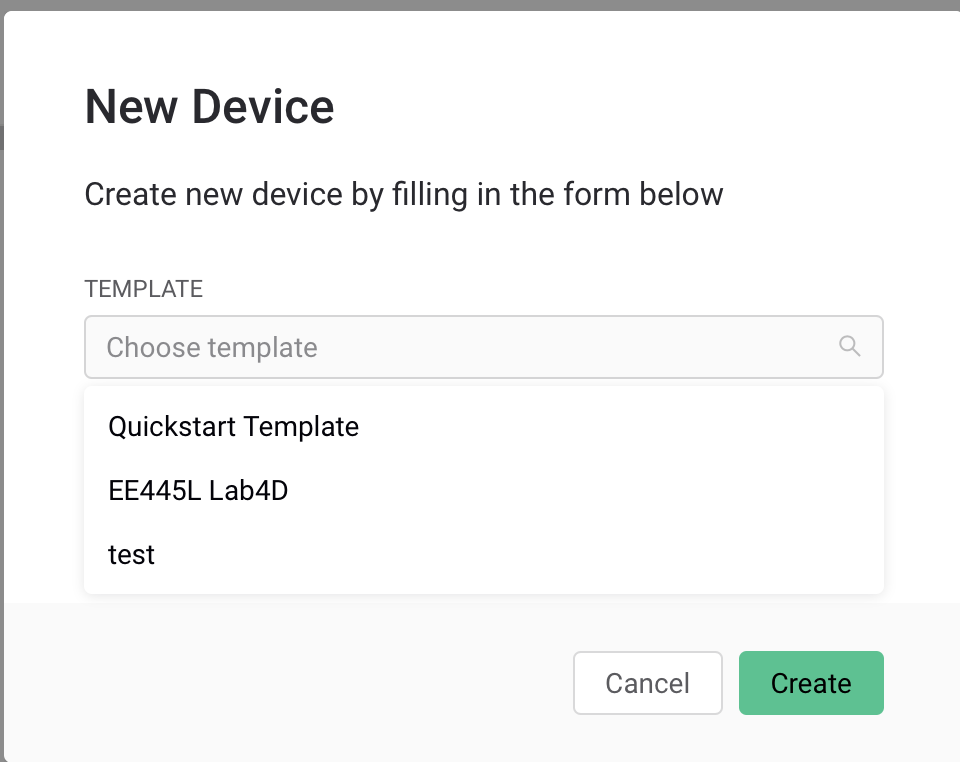 New Device
Create new device by filling in the form below
TEMPLATE
Choose template
Quickstart Template
EE445L Lab4D
test
Cancel
Create